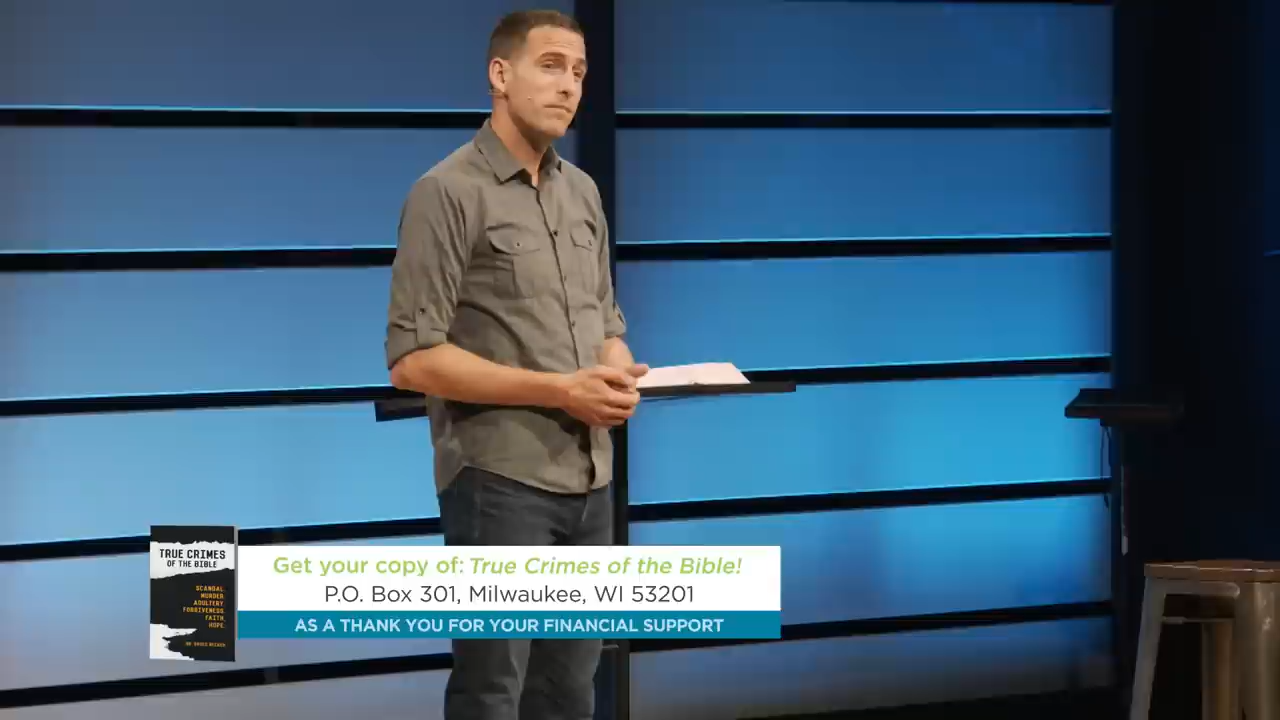 TRUE CRIMES
OF THE BIBLE
SCANDAL.
MURDER.
ADULTERY.
FORGIVENESS.
FAITH.
HOPE.
Get your copy of: True Crimes of the Bible!
P.O. Box 301, Milwaukee, WI 53201
AS A THANK YOU FOR YOUR FINANCIAL SUPPORT